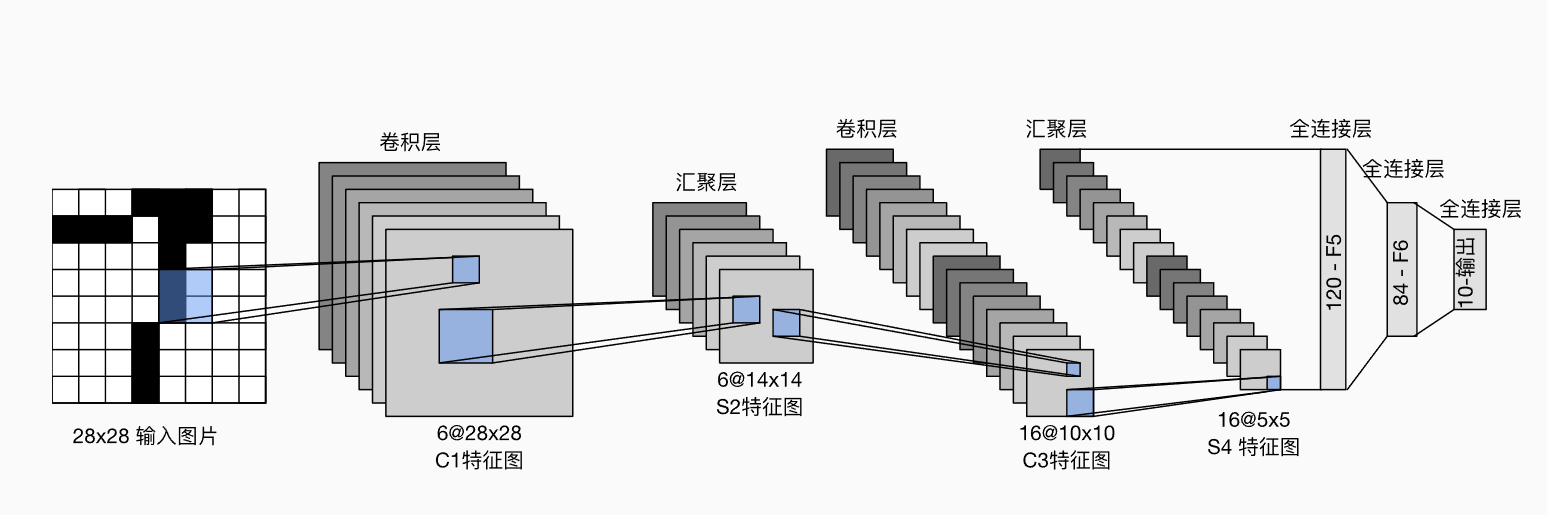 卷积层
汇聚层
卷积层
汇聚层
全连接层
全连接层
全连接层
120 - F5
84 - F6
10-输出
28x28 输入图片
6@28x28
C1特征图
6@14x14
S2特征图
16@10x10
C3特征图
16@5x5
S4 特征图